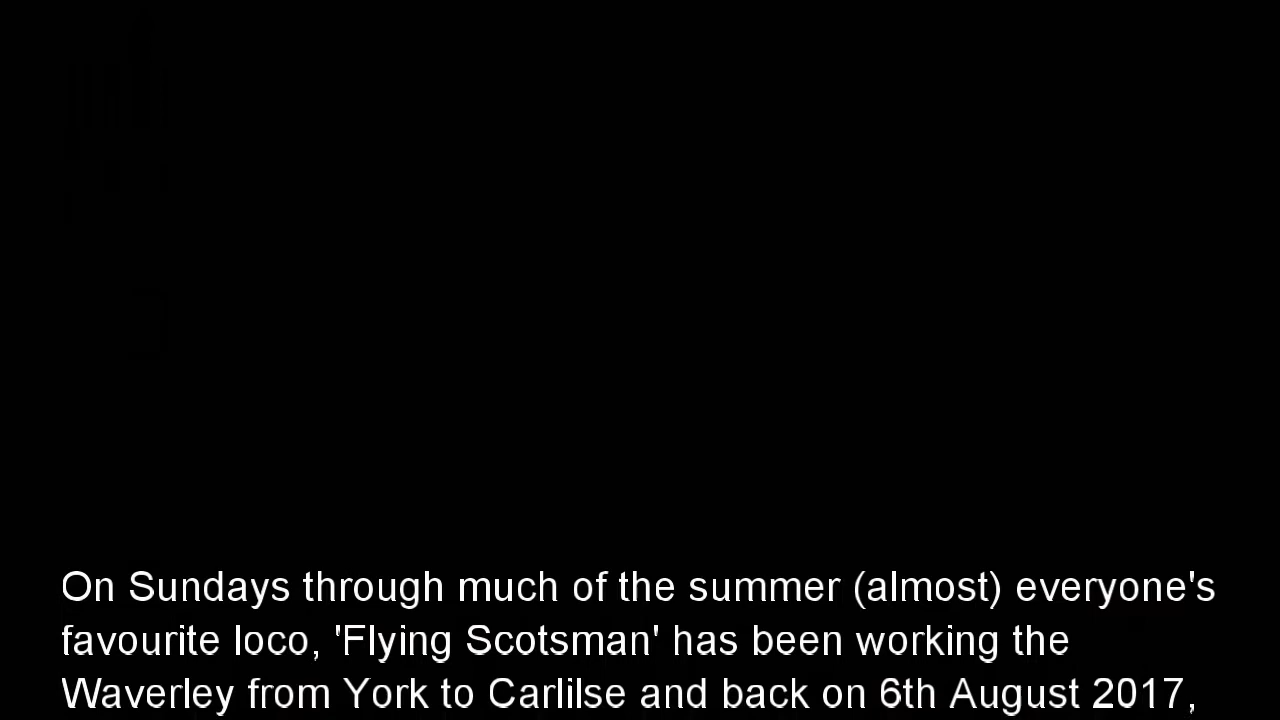 On Sundays through much of the summer (almost) everyone's
favourite loco, 'Flying Scotsman' has been working the
Waverley from York to Carlilse and back on 6th August 2017,